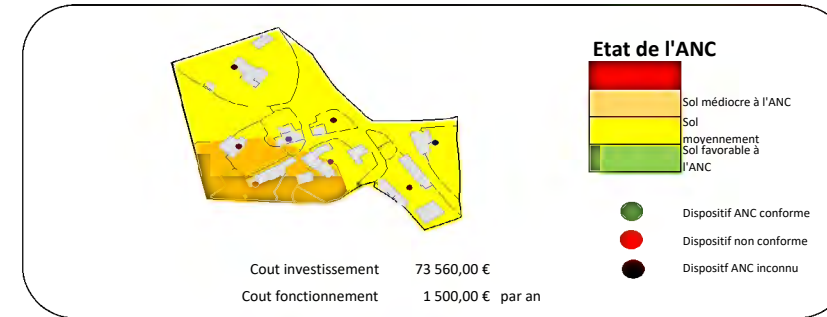 Etat de l'ANC
Sol médiocre à l'ANC
Sol
moyennement
Sol favorable à
l'ANC
Dispositif ANC conforme
Dispositif non conforme
Dispositf ANC inconnu
Cout investissement 73 560,00 €
Cout fonctionnement 1 500,00 € par an